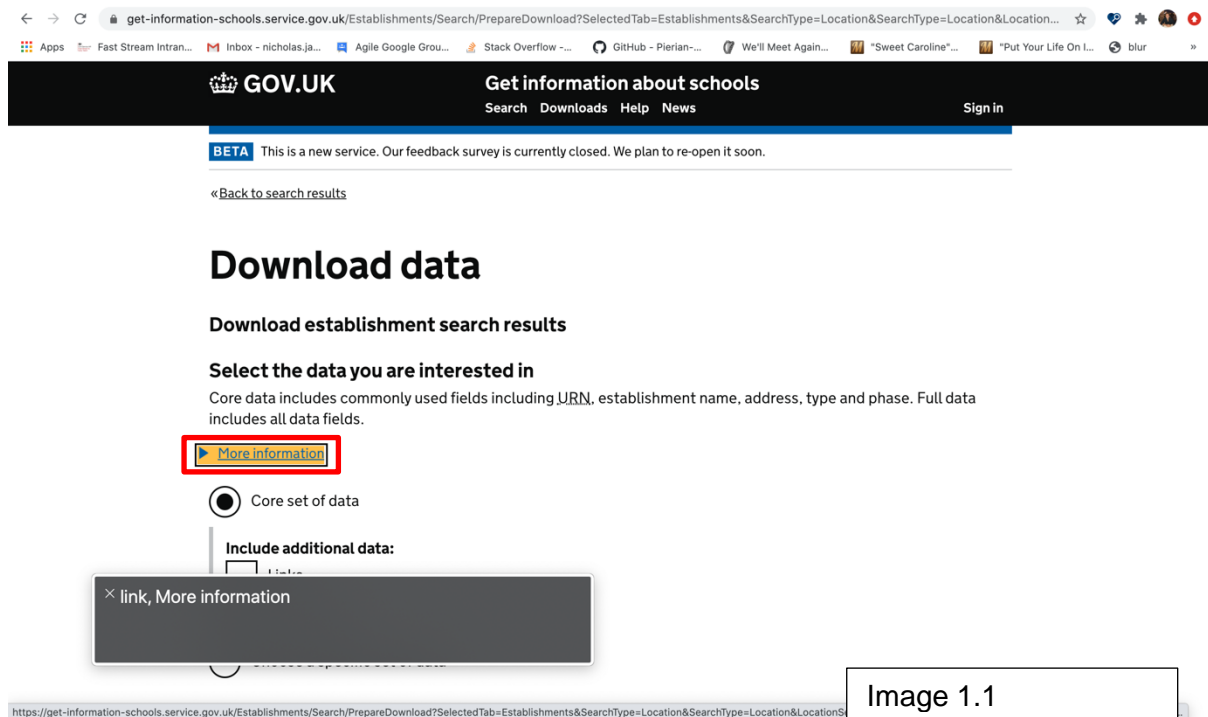 get-information-schools.service.gov.uk/Establishments/Search/PrepareDownload?SelectedTab=Establishments&SearchType=Location&SearchType=Location&Location...
Apps Fast Stream Intran... Inbox - nicholas.ja... Agile Google Grou... Stack Overflow -... GitHub - Pierian-... We'll Meet Again... "Sweet Caroline"... "Put Your Life On I... blur »
GOV.UK Get information about schools
Search Downloads Help News Sign in
BETA This is a new service. Our feedback survey is currently closed. We plan to re-open it soon.
«Back to search results
Download data
Download establishment search results
Select the data you are interested in
Core data includes commonly used fields including URN, establishment name, address, type and phase. Full data
includes all data fields.
More information
Core set of data
Include additional data:
link, More information
Image 1.1
https://get-information-schools.service.gov.uk/Establishments/Search/PrepareDownload?SelectedTab=Establishments&SearchType=Location&SearchType=Location&LocationS